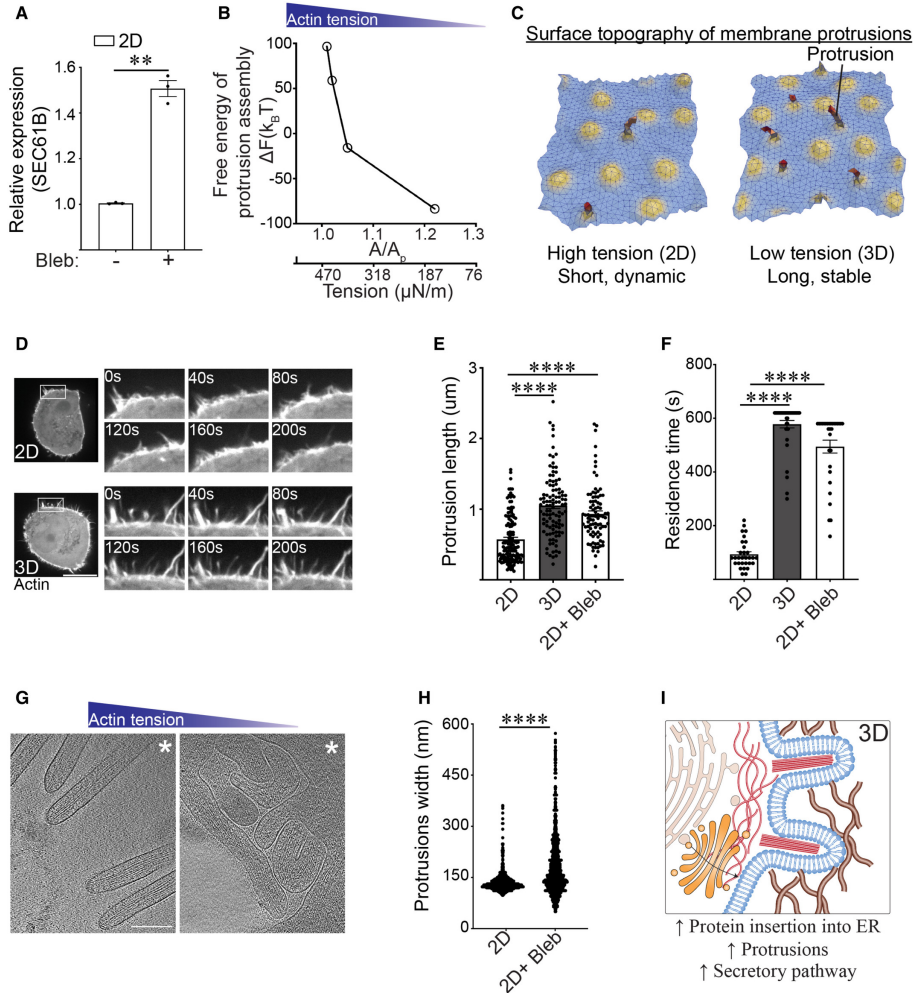 A
2D
**
Relative expression
(SEC61B)
1.6
1.4
1.2
1.0
Bleb:
-
+
B
Actin tension
Free energy of
protrusion assembly
ΔF(k_BT)
100
50
0
-50
-100
1.0
1.1
1.2
1.3
A/A_p
470
318
187
76
Tension (µN/m)
C
Surface topography of membrane protrusions
Protrusion
High tension (2D)
Short, dynamic
Low tension (3D)
Long, stable
D
2D
0s
40s
80s
120s
160s
200s
3D
0s
40s
80s
120s
160s
200s
Actin
E
Protrusion length (um)
3
2
1
0
****
****
2D
3D
2D+ Bleb
F
Residence time (s)
800
600
400
200
****
****
2D
3D
2D+ Bleb
G
Actin tension
*
*
H
Protrusions width (nm)
600
450
300
150
0
****
2D
2D+ Bleb
I
3D
↑ Protein insertion into ER
↑ Protrusions
↑ Secretory pathway